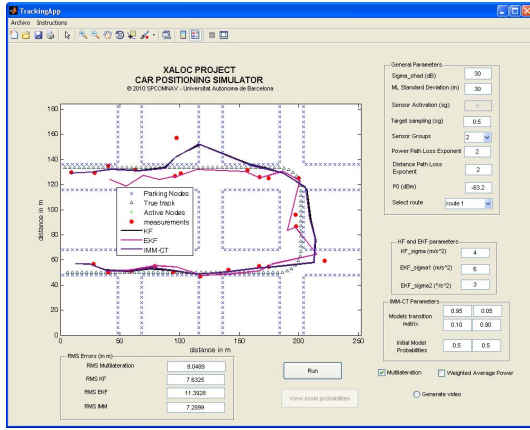 TrackingApp
Archivo Instructions
XALOC PROJECT
CAR POSITIONING SIMULATOR
© 2010 SPCOMNAV - Universitat Autonoma de Barcelona
180
160
140
120
100
80
60
40
20
0
distance in m
0 50 100 150 200 250
distance in m
Parking Nodes
True track
Active Nodes
measurements
KF
EKF
IMM-CT
General Parameters
Sigma_shad (dB) 30
ML Standard Deviation (m) 30
Sensor Activation (sg) 5
Target sampling (sg) 0.5
Sensor Groups 2
Power Path Loss Exponent 2
Distance Path Loss
Exponent 2
P0 (dBm) -63.2
Select route route 1
KF and EKF parameters
KF_sigma (m/s^2) 4
EKF_sigma1 (m/s^2) 6
EKF_sigma2 (º/s^2) 3
IMM-CT Parameters
Models transition
matrix
0.95 0.05
0.10 0.90
Initial Model
Probabilities
0.5 0.5
RMS Errors (in m)
RMS Multilateration 9.0489
RMS KF 7.6325
RMS EKF 11.3928
RMS IMM 7.2899
Run
View mode probabilities
Multilateration Weighted Average Power
Generate video